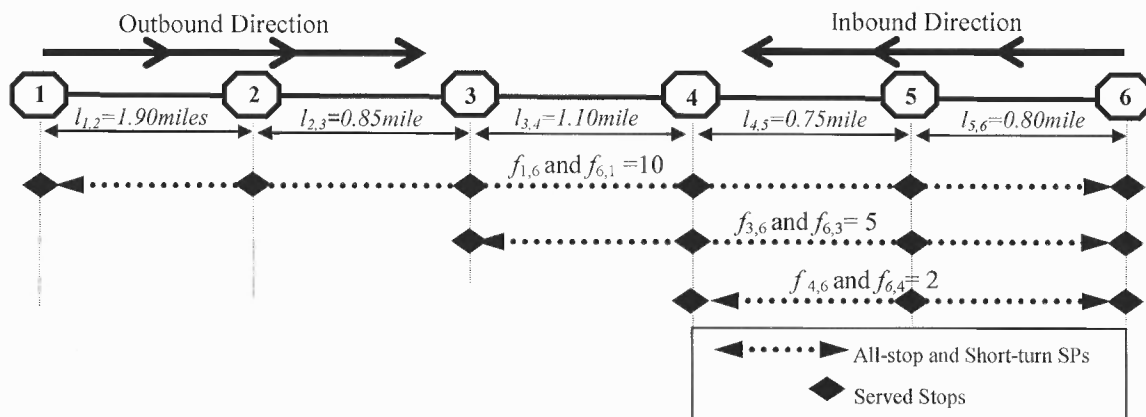 Outbound Direction
Inbound Direction
1 2 3 4 5 6
l1,2=1.90miles l2,3=0.85mile l3,4=1.10mile l4,5=0.75mile l5,6=0.80mile
f1,6 and f6,1 =10
f3,6 and f6,3= 5
f4,6 and f6,4= 2
All-stop and Short-turn SPs
Served Stops